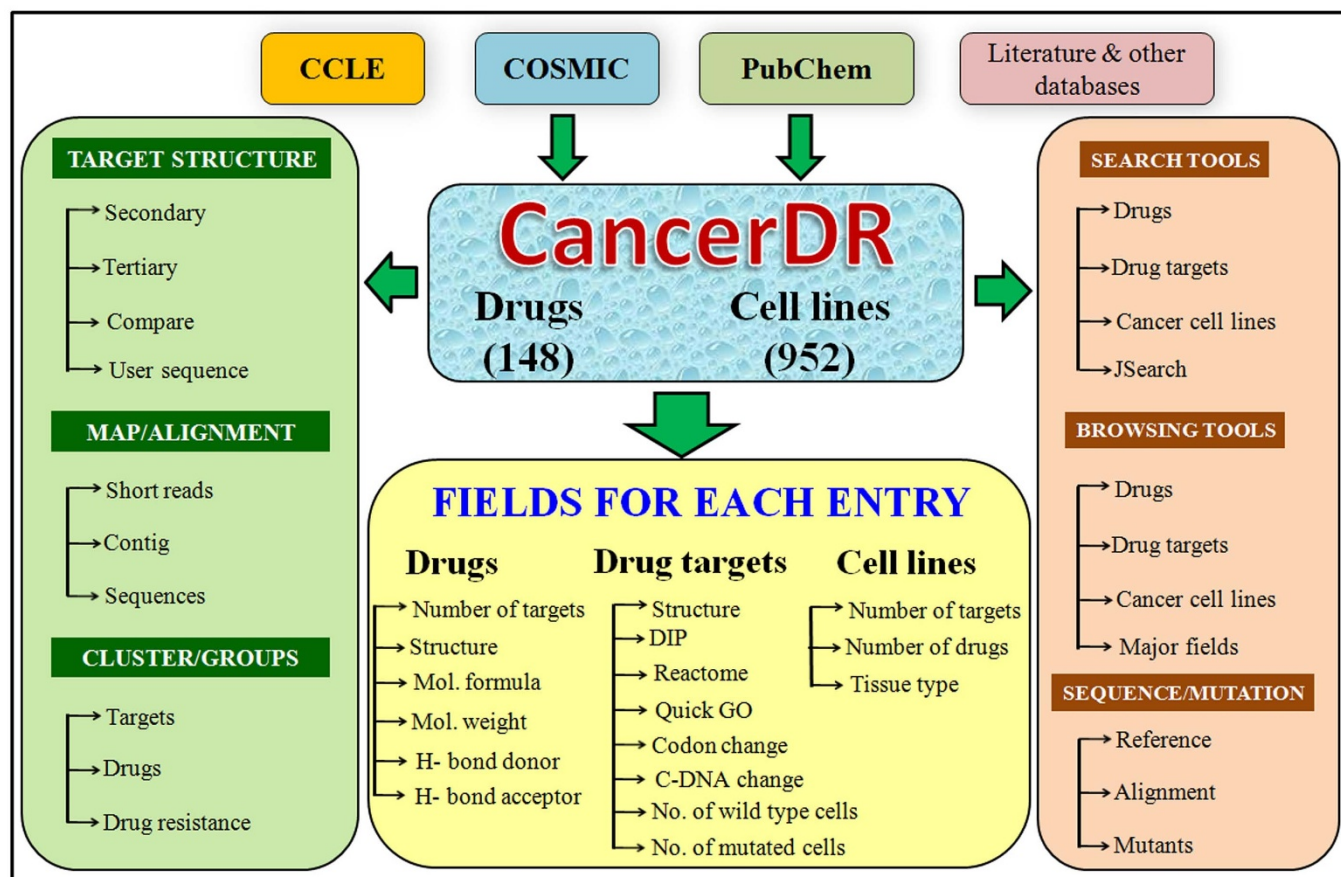 CCLE
COSMIC
PubChem
Literature & other
databases
TARGET STRUCTURE
Secondary
Tertiary
Compare
User sequence
MAP/ALIGNMENT
Short reads
Contig
Sequences
CLUSTER/GROUPS
Targets
Drugs
Drug resistance
CancerDR
Drugs
(148)
Cell lines
(952)
FIELDS FOR EACH ENTRY
Drugs
Number of targets
Structure
Mol. formula
Mol. weight
H- bond donor
H- bond acceptor
Drug targets
Structure
DIP
Reactome
Quick GO
Codon change
C-DNA change
No. of wild type cells
No. of mutated cells
Cell lines
Number of targets
Number of drugs
Tissue type
SEARCH TOOLS
Drugs
Drug targets
Cancer cell lines
JSearch
BROWSING TOOLS
Drugs
Drug targets
Cancer cell lines
Major fields
SEQUENCE/MUTATION
Reference
Alignment
Mutants